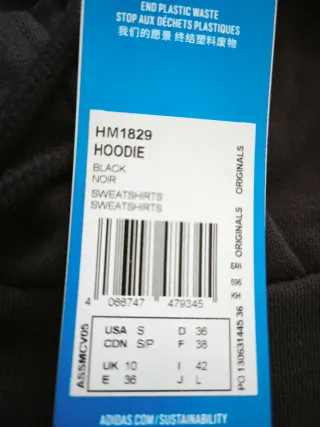 END PLASTIC WASTE
STOP AUX DÉCHETS PLASTIQUES
我们的愿景 终结塑料废物
HM1829
HOODIE
BLACK
NOIR
SWEATSHIRTS
SWEATSHIRTS
4 066747 479345
USA S D 36
CDN S/P F 38
UK 10 I 42
E 36 J L
ASSMCV05
ORIGINALS ORIGINALS
EAN 696 KH
PO 130631445 36
ADIDAS.COM/SUSTAINABILITY